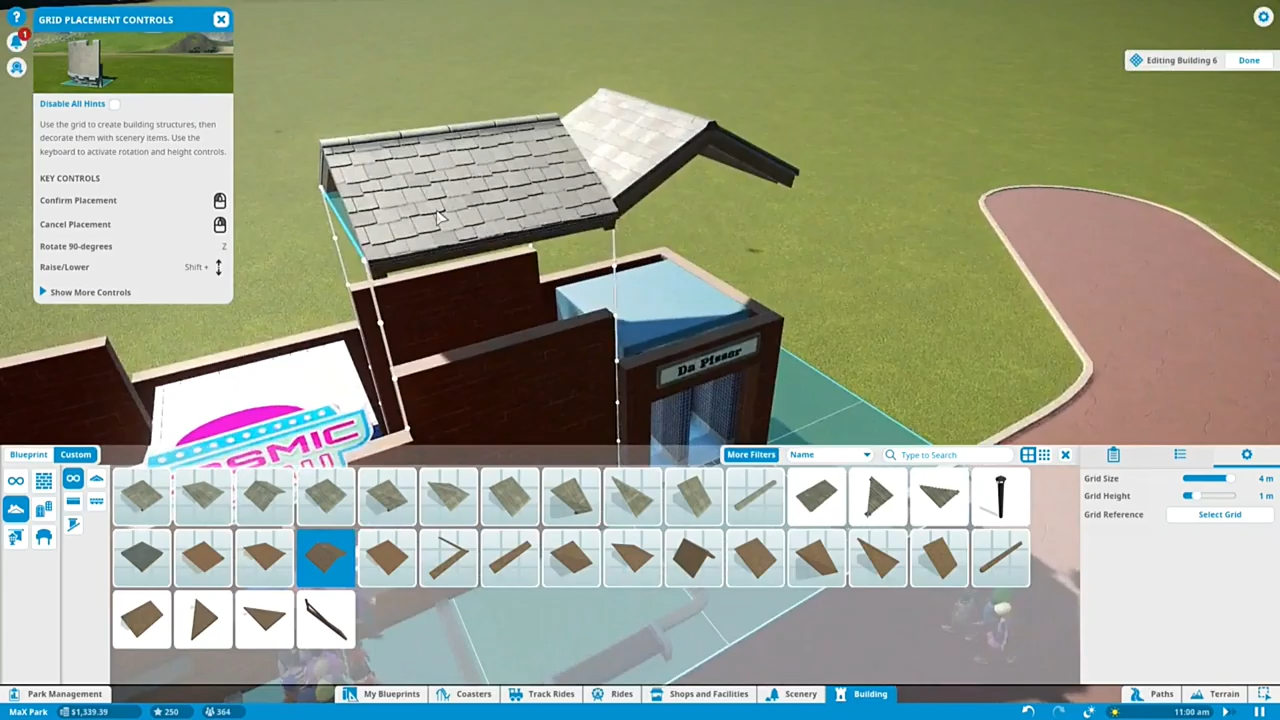 GRID PLACEMENT CONTROLS
?
1
Disable All Hints
Use the grid to create building structures, then
decorate them with scenery items. Use the
keyboard to activate rotation and height controls.
KEY CONTROLS
Confirm Placement
Cancel Placement
Rotate 90-degrees Z
Raise/Lower Shift +
Show More Controls
Editing Building 6 Done
Da Pisser
COSMIC
Blueprint Custom
More Filters Name Type to Search
Grid Size 4 m
Grid Height 1 m
Grid Reference Select Grid
Park Management My Blueprints Coasters Track Rides Rides Shops and Facilities Scenery Building Paths Terrain
MaX Park $1,339.39 250 364 11:00 am